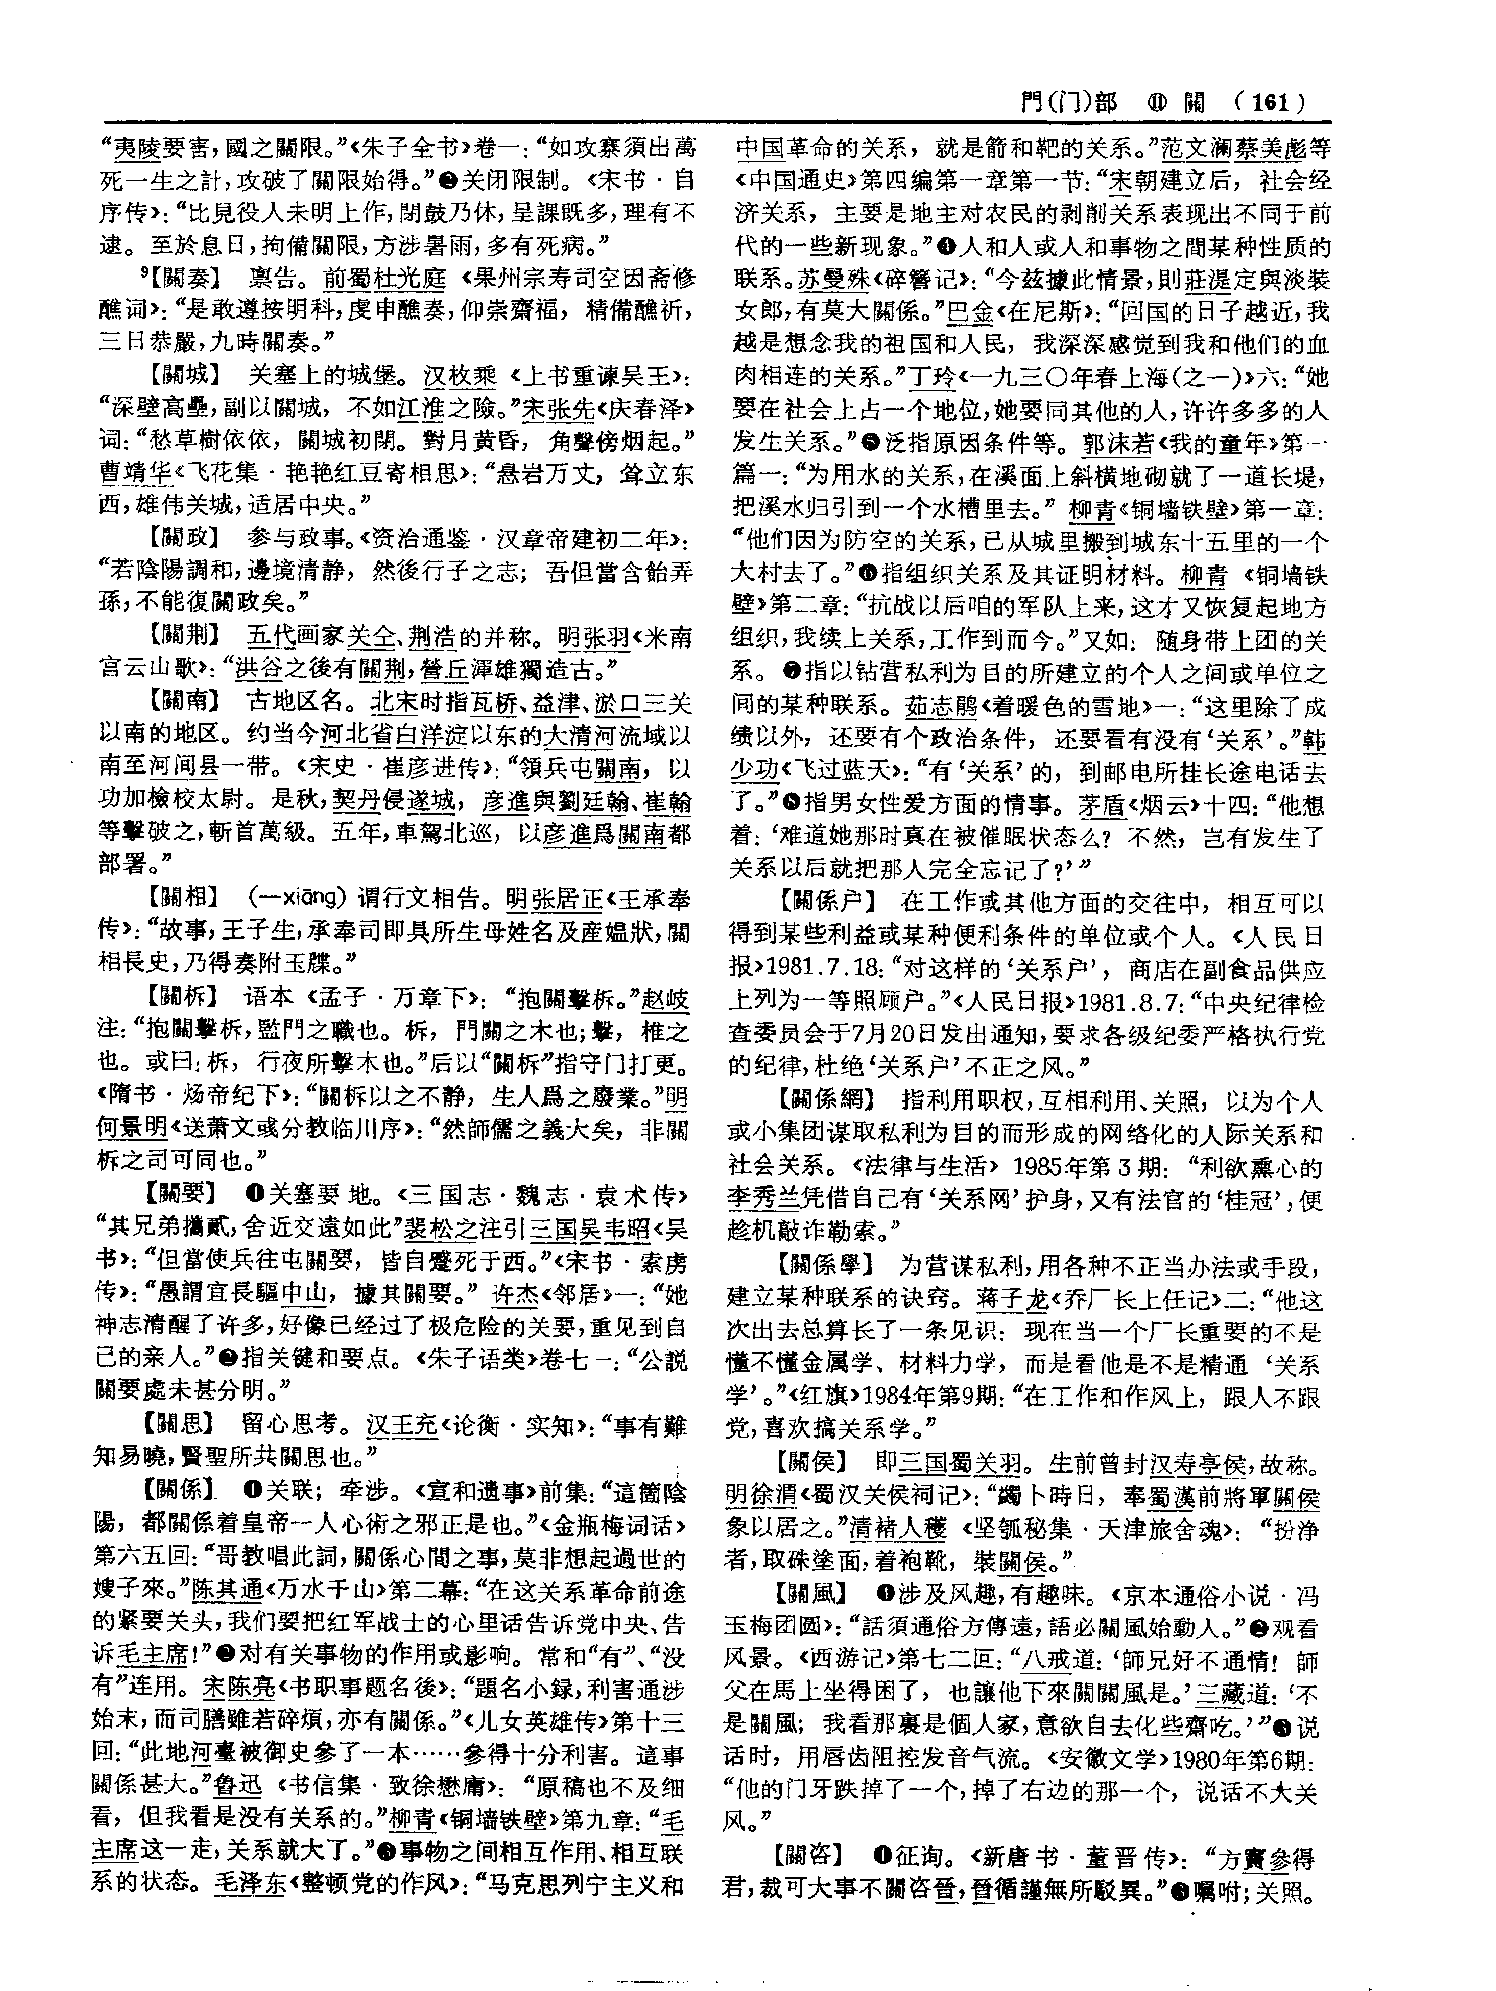 門(门)部 ⑪ 關 (161)
“夷陵要害，國之關限。”《朱子全书》卷一：“如攻寨須出萬
死一生之計，攻破了關限始得。”❷关闭限制。《宋书·自
序传》：“比見役人未明上作，閉鼓乃休，呈課既多，理有不
逮。至於息日，拘備關限，方涉暑雨，多有死病。”
⁹【關奏】 禀告。前蜀杜光庭《果州宗寿司空因斋修
醮词》：“是敢遵按明科，虔申醮奏，仰崇齋福，精備醮祈，
三日恭嚴，九時關奏。”
【關城】 关塞上的城堡。汉枚乘《上书重谏吴王》：
“深壁高壘，副以關城，不如江淮之險。”宋张先《庆春泽》
词：“愁草樹依依，關城初閉。對月黄昏，角聲傍烟起。”
曹靖华《飞花集·艳艳红豆寄相思》：“悬岩万丈，耸立东
西，雄伟关城，适居中央。”
【關政】 参与政事。《资治通鉴·汉章帝建初二年》：
“若陰陽調和，邊境清静，然後行子之志；吾但當含飴弄
孫，不能復關政矣。”
【關荆】 五代画家关仝、荆浩的并称。明张羽《米南
宫云山歌》：“洪谷之後有關荆，營丘渾雄獨造古。”
【關南】 古地区名。北宋时指瓦桥、益津、淤口三关
以南的地区。约当今河北省白洋淀以东的大清河流域以
南至河间县一带。《宋史·崔彦进传》：“領兵屯關南，以
功加檢校太尉。是秋，契丹侵遂城，彦進與劉廷翰、崔翰
等擊破之，斬首萬級。五年，車駕北巡，以彦進爲關南都
部署。”
【關相】 （—xiāng）谓行文相告。明张居正《王承奉
传》：“故事，王子生，承奉司即具所生母姓名及産媪狀，關
相長史，乃得奏附玉牒。”
【關柝】 语本《孟子·万章下》：“抱關擊柝。”赵岐
注：“抱關擊柝，監門之職也。柝，門關之木也；擊，椎之
也。或曰：柝，行夜所擊木也。”后以“關柝”指守门打更。
《隋书·炀帝纪下》：“關柝以之不静，生人爲之廢業。”明
何景明《送萧文彧分教临川序》：“然師儒之義大矣，非關
柝之司可同也。”
【關要】 ❶关塞要地。《三国志·魏志·袁术传》
“其兄弟攜貳，舍近交遠如此”裴松之注引三国吴韦昭《吴
书》：“但當使兵往屯關要，皆自蹙死于西。”《宋书·索虏
传》：“愚謂宜長驅中山，據其關要。”许杰《邻居》一：“她
神志清醒了许多，好像已经过了极危险的关要，重见到自
己的亲人。”❷指关键和要点。《朱子语类》卷七一：“公説
關要處未甚分明。”
【關思】 留心思考。汉王充《论衡·实知》：“事有難
知易曉，賢聖所共關思也。”
【關係】 ❶关联；牵涉。《宣和遗事》前集：“這箇陰
陽，都關係着皇帝一人心術之邪正是也。”《金瓶梅词话》
第六五回：“哥教唱此詞，關係心間之事，莫非想起過世的
嫂子來。”陈其通《万水千山》第二幕：“在这关系革命前途
的紧要关头，我们要把红军战士的心里话告诉党中央、告
诉毛主席！”❷对有关事物的作用或影响。常和“有”、“没
有”连用。宋陈亮《书职事题名後》：“題名小録，利害通涉
始末，而司膳雖若碎煩，亦有關係。”《儿女英雄传》第十三
回：“此地河臺被御史參了一本……參得十分利害。這事
關係甚大。”鲁迅《书信集·致徐懋庸》：“原稿也不及细
看，但我看是没有关系的。”柳青《铜墙铁壁》第九章：“毛
主席这一走，关系就大了。”❸事物之间相互作用、相互联
系的状态。毛泽东《整顿党的作风》：“马克思列宁主义和
中国革命的关系，就是箭和靶的关系。”范文澜蔡美彪等
《中国通史》第四编第一章第一节：“宋朝建立后，社会经
济关系，主要是地主对农民的剥削关系表现出不同于前
代的一些新现象。”❹人和人或人和事物之間某种性质的
联系。苏曼殊《碎簪记》：“今兹據此情景，則莊湜定與淡裝
女郎，有莫大關係。”巴金《在尼斯》：“回国的日子越近，我
越是想念我的祖国和人民，我深深感觉到我和他们的血
肉相连的关系。”丁玲《一九三〇年春上海（之一）》六：“她
要在社会上占一个地位，她要同其他的人，许许多多的人
发生关系。”❺泛指原因条件等。郭沫若《我的童年》第一
篇一：“为用水的关系，在溪面上斜横地砌就了一道长堤，
把溪水归引到一个水槽里去。”柳青《铜墙铁壁》第一章：
“他们因为防空的关系，已从城里搬到城东十五里的一个
大村去了。”❻指组织关系及其证明材料。柳青《铜墙铁
壁》第二章：“抗战以后咱的军队上来，这才又恢复起地方
组织，我续上关系，工作到而今。”又如：随身带上团的关
系。❼指以钻营私利为目的所建立的个人之间或单位之
间的某种联系。茹志鹃《着暖色的雪地》一：“这里除了成
绩以外，还要有个政治条件，还要看有没有‘关系’。”韩
少功《飞过蓝天》：“有‘关系’的，到邮电所挂长途电话去
了。”❽指男女性爱方面的情事。茅盾《烟云》十四：“他想
着：‘难道她那时真在被催眠状态么？不然，岂有发生了
关系以后就把那人完全忘记了？’”
【關係户】 在工作或其他方面的交往中，相互可以
得到某些利益或某种便利条件的单位或个人。《人民日
报》1981.7.18：“对这样的‘关系户’，商店在副食品供应
上列为一等照顾户。”《人民日报》1981.8.7：“中央纪律检
查委员会于7月20日发出通知，要求各级纪委严格执行党
的纪律，杜绝‘关系户’不正之风。”
【關係網】 指利用职权，互相利用、关照，以为个人
或小集团谋取私利为目的而形成的网络化的人际关系和
社会关系。《法律与生活》1985年第3期：“利欲熏心的
李秀兰凭借自己有‘关系网’护身，又有法官的‘桂冠’，便
趁机敲诈勒索。”
【關係學】 为营谋私利，用各种不正当办法或手段，
建立某种联系的诀窍。蒋子龙《乔厂长上任记》二：“他这
次出去总算长了一条见识：现在当一个厂长重要的不是
懂不懂金属学、材料力学，而是看他是不是精通‘关系
学’。”《红旗》1984年第9期：“在工作和作风上，跟人不跟
党，喜欢搞关系学。”
【關侯】 即三国蜀关羽。生前曾封汉寿亭侯，故称。
明徐渭《蜀汉关侯祠记》：“蠲卜時日，奉蜀漢前將軍關侯
象以居之。”清褚人穫《坚瓠秘集·天津旅舍魂》：“扮净
者，取硃塗面，着袍靴，裝關侯。”
【關風】 ❶涉及风趣，有趣味。《京本通俗小说·冯
玉梅团圆》：“話須通俗方傳遠，語必關風始動人。”❷观看
风景。《西游记》第七二回：“八戒道：‘師兄好不通情！師
父在馬上坐得困了，也讓他下來關關風是。’三藏道：‘不
是關風；我看那裏是個人家，意欲自去化些齋吃。’”❸说
话时，用唇齿阻控发音气流。《安徽文学》1980年第6期：
“他的门牙跌掉了一个，掉了右边的那一个，说话不大关
风。”
【關咨】 ❶征询。《新唐书·董晋传》：“方竇參得
君，裁可大事不關咨晉，晉循謹無所駁異。”❷嘱咐；关照。